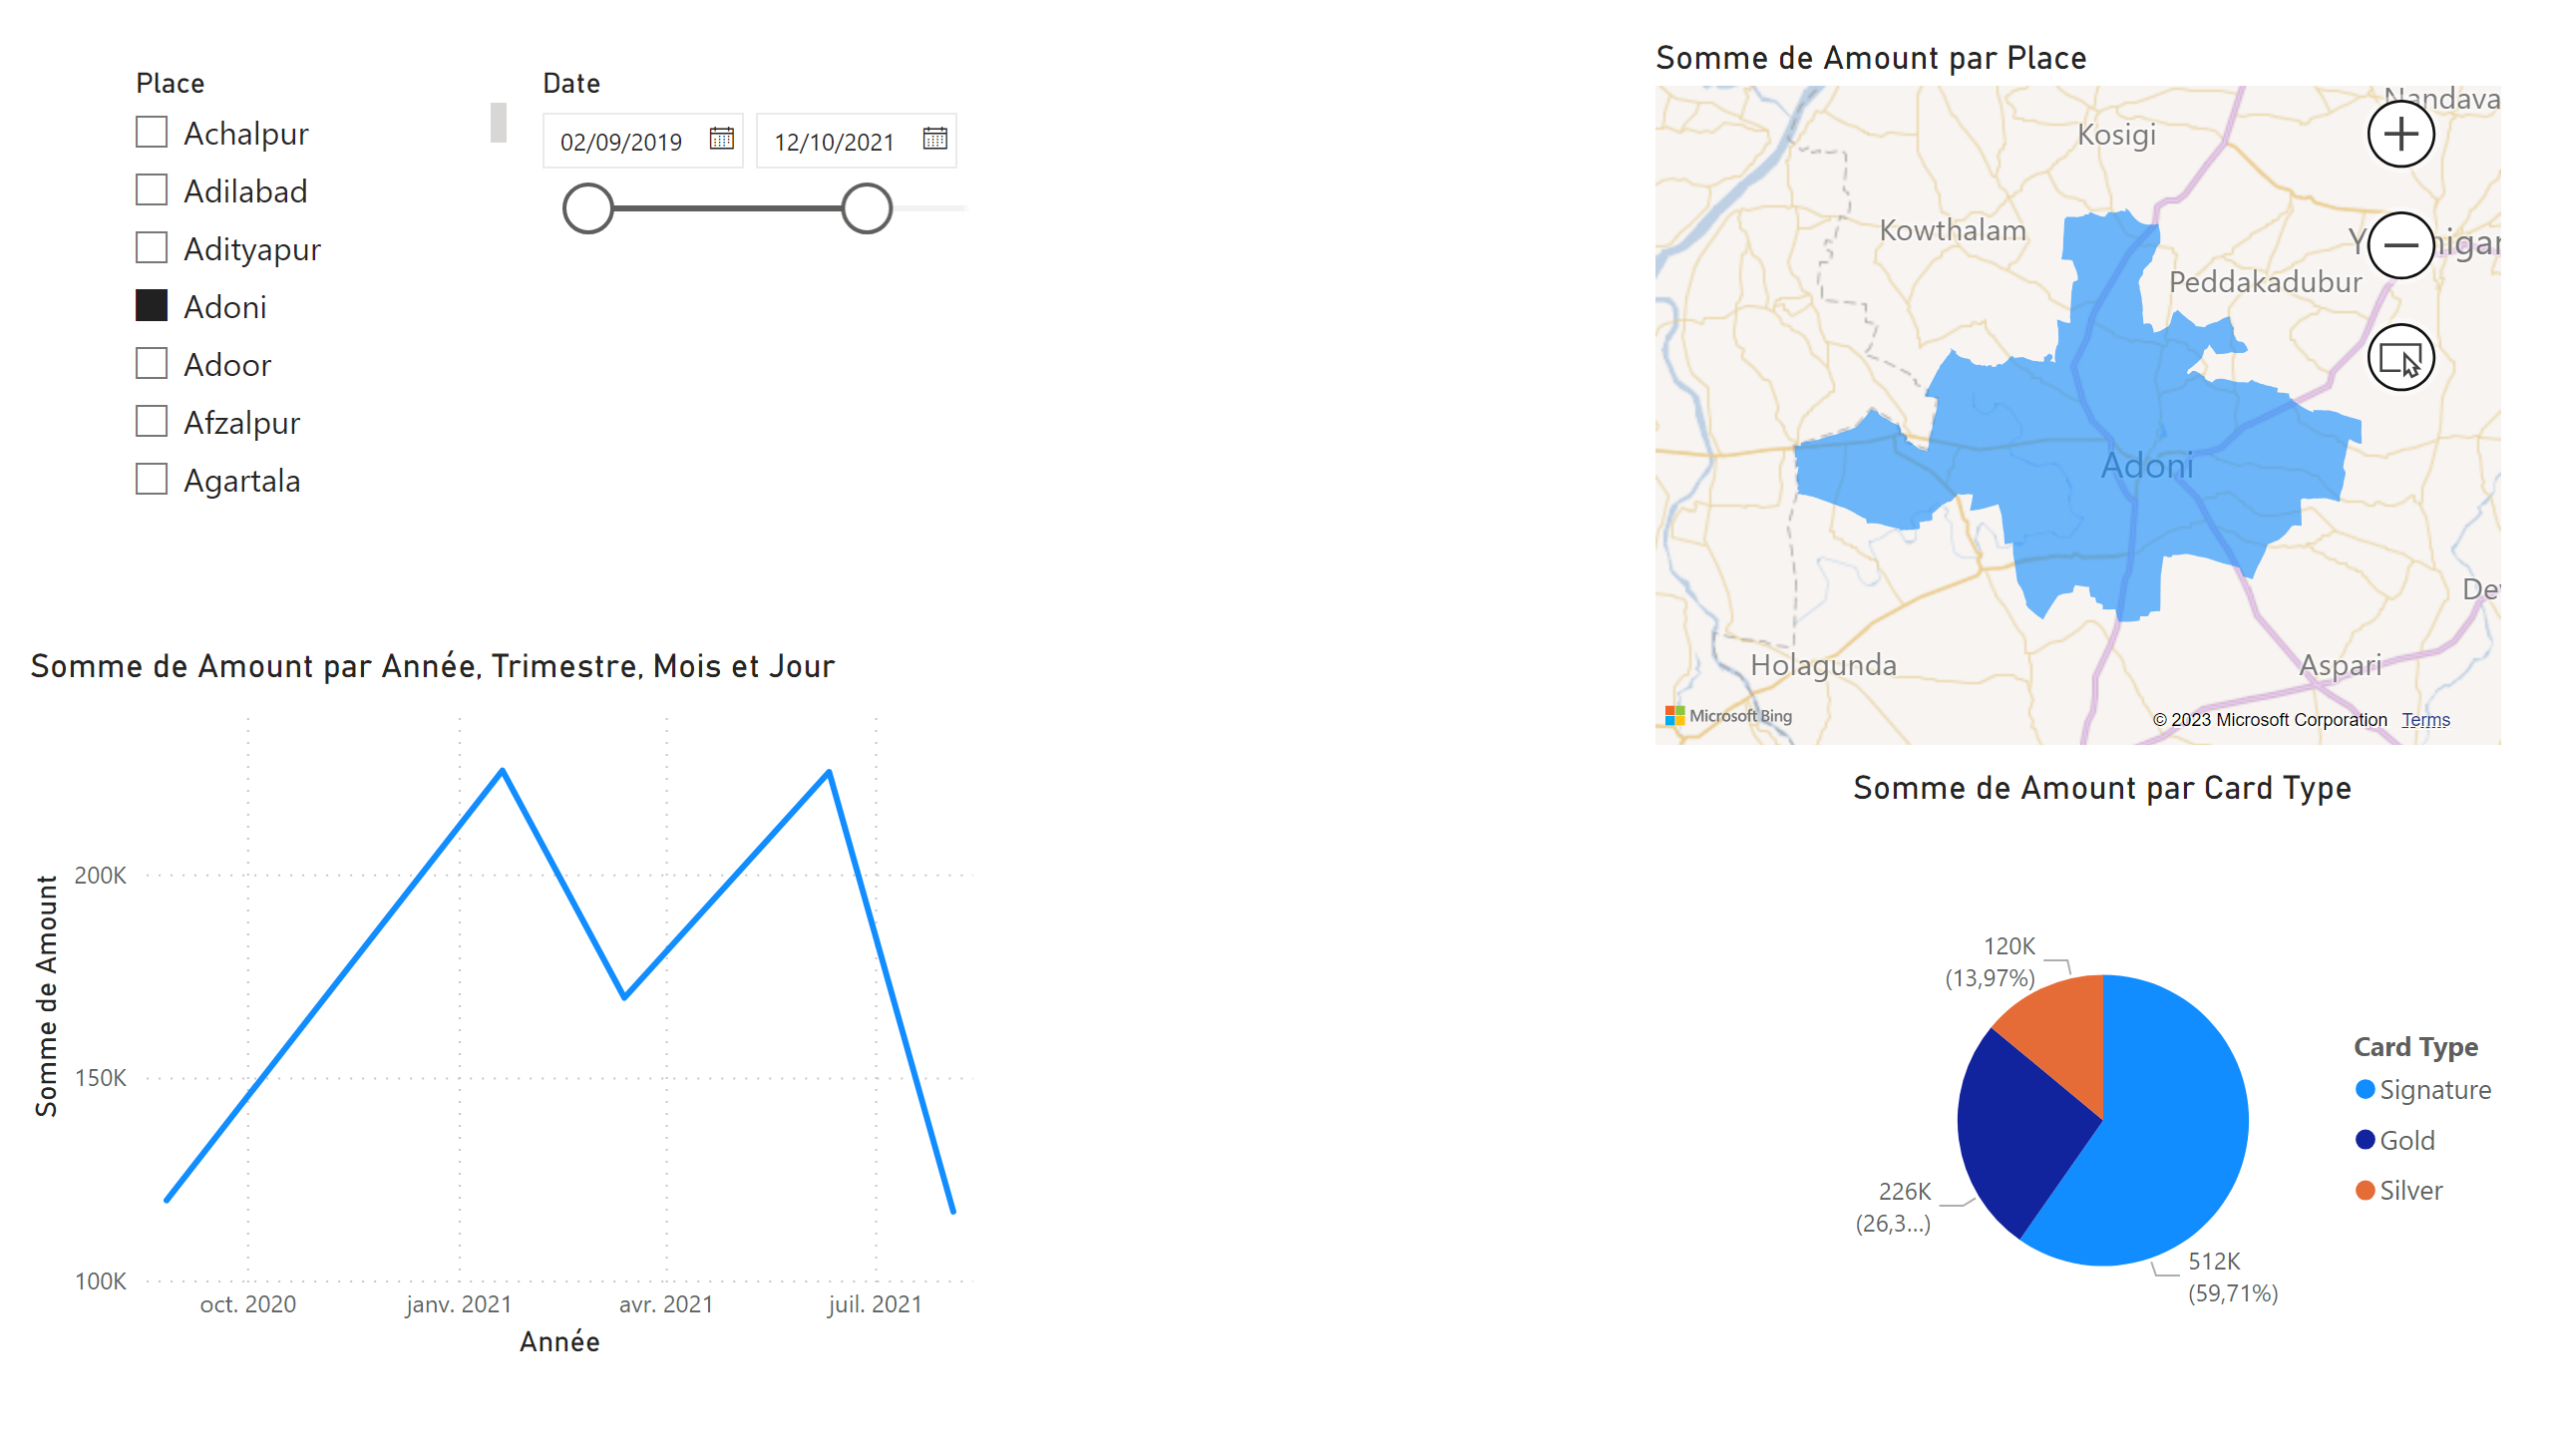 Place
Achalpur
Adilabad
Adityapur
Adoni
Adoor
Afzalpur
Agartala
Date
02/09/2019
12/10/2021
Somme de Amount par Place
Kosigi
Kowthalam
Peddakadubur
Adoni
Holagunda
Aspari
Microsoft Bing
© 2023 Microsoft Corporation Terms
Somme de Amount par Année, Trimestre, Mois et Jour
Somme de Amount
200K
150K
100K
oct. 2020
janv. 2021
avr. 2021
juil. 2021
Année
Somme de Amount par Card Type
120K
(13,97%)
226K
(26,3...)
512K
(59,71%)
Card Type
Signature
Gold
Silver